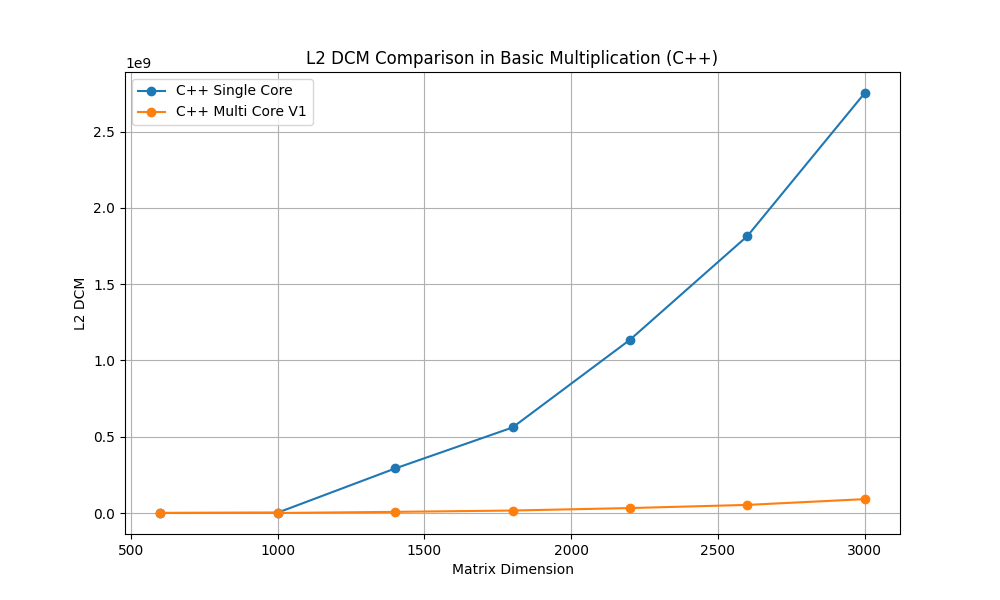 L2 DCM Comparison in Basic Multiplication (C++)
1e9
C++ Single Core
C++ Multi Core V1
2.5
2.0
1.5
1.0
0.5
0.0
L2 DCM
500 1000 1500 2000 2500 3000
Matrix Dimension